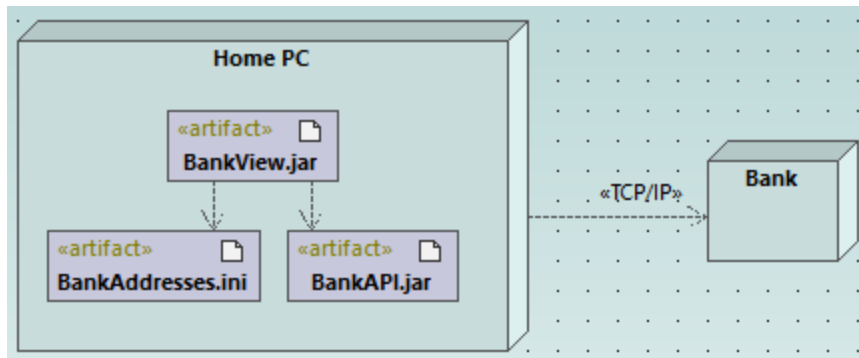 Home PC
«artifact»
BankView.jar
«artifact»
BankAddresses.ini
«artifact»
BankAPI.jar
«TCP/IP»
Bank